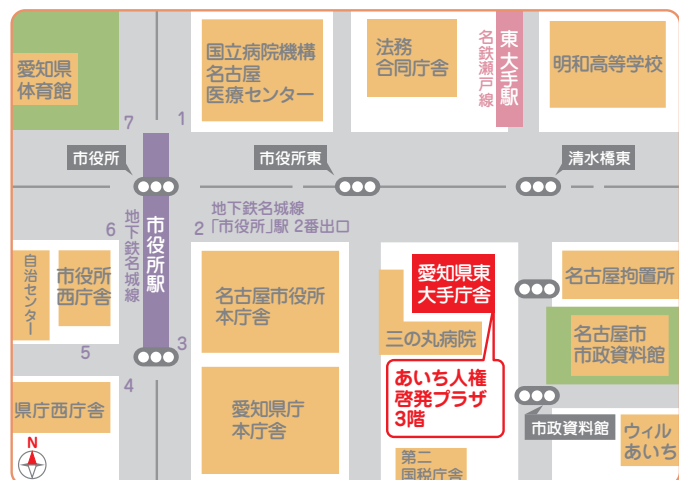 愛知県
体育館
国立病院機構
名古屋
医療センター
法務
合同庁舎
名鉄瀬戸線
東大手駅
明和高等学校
7
1
市役所
市役所東
清水橋東
6
地下鉄名城線
市役所駅
2
地下鉄名城線
「市役所」駅 2番出口
自治センター
市役所
西庁舎
名古屋市役所
本庁舎
愛知県東
大手庁舎
名古屋拘置所
三の丸病院
名古屋市
市政資料館
5
3
4
あいち人権
啓発プラザ
3階
県庁西庁舎
愛知県庁
本庁舎
市政資料館
ウィル
あいち
第二
国税庁舎
N